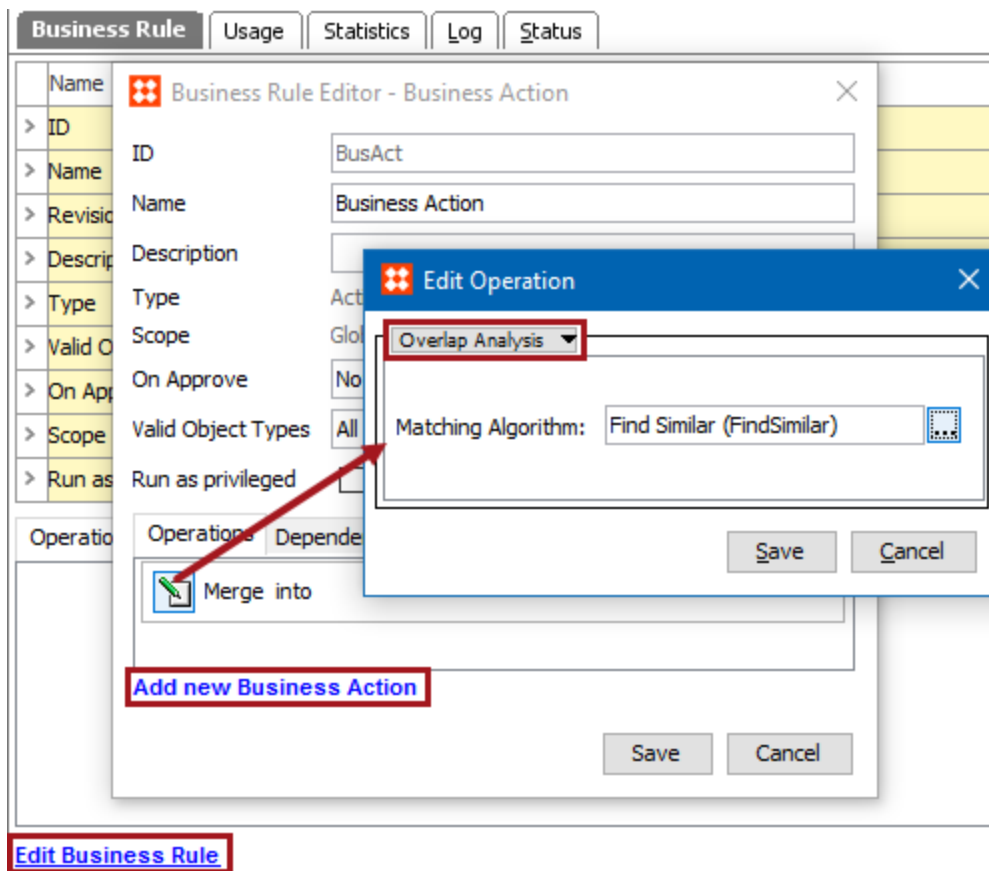 Business Rule Usage Statistics Log Status
Name
> ID
> Name
> Revisio
> Descrip
> Type
> Valid O
> On App
> Scope
> Run as
Operatio
Business Rule Editor - Business Action
ID BusAct
Name Business Action
Description
Type Act
Scope Glo
On Approve No
Valid Object Types All
Run as privileged
Operations Depende
Merge into
Add new Business Action
Save Cancel
Edit Operation
Overlap Analysis
Matching Algorithm: Find Similar (FindSimilar) ...
Save Cancel
Edit Business Rule